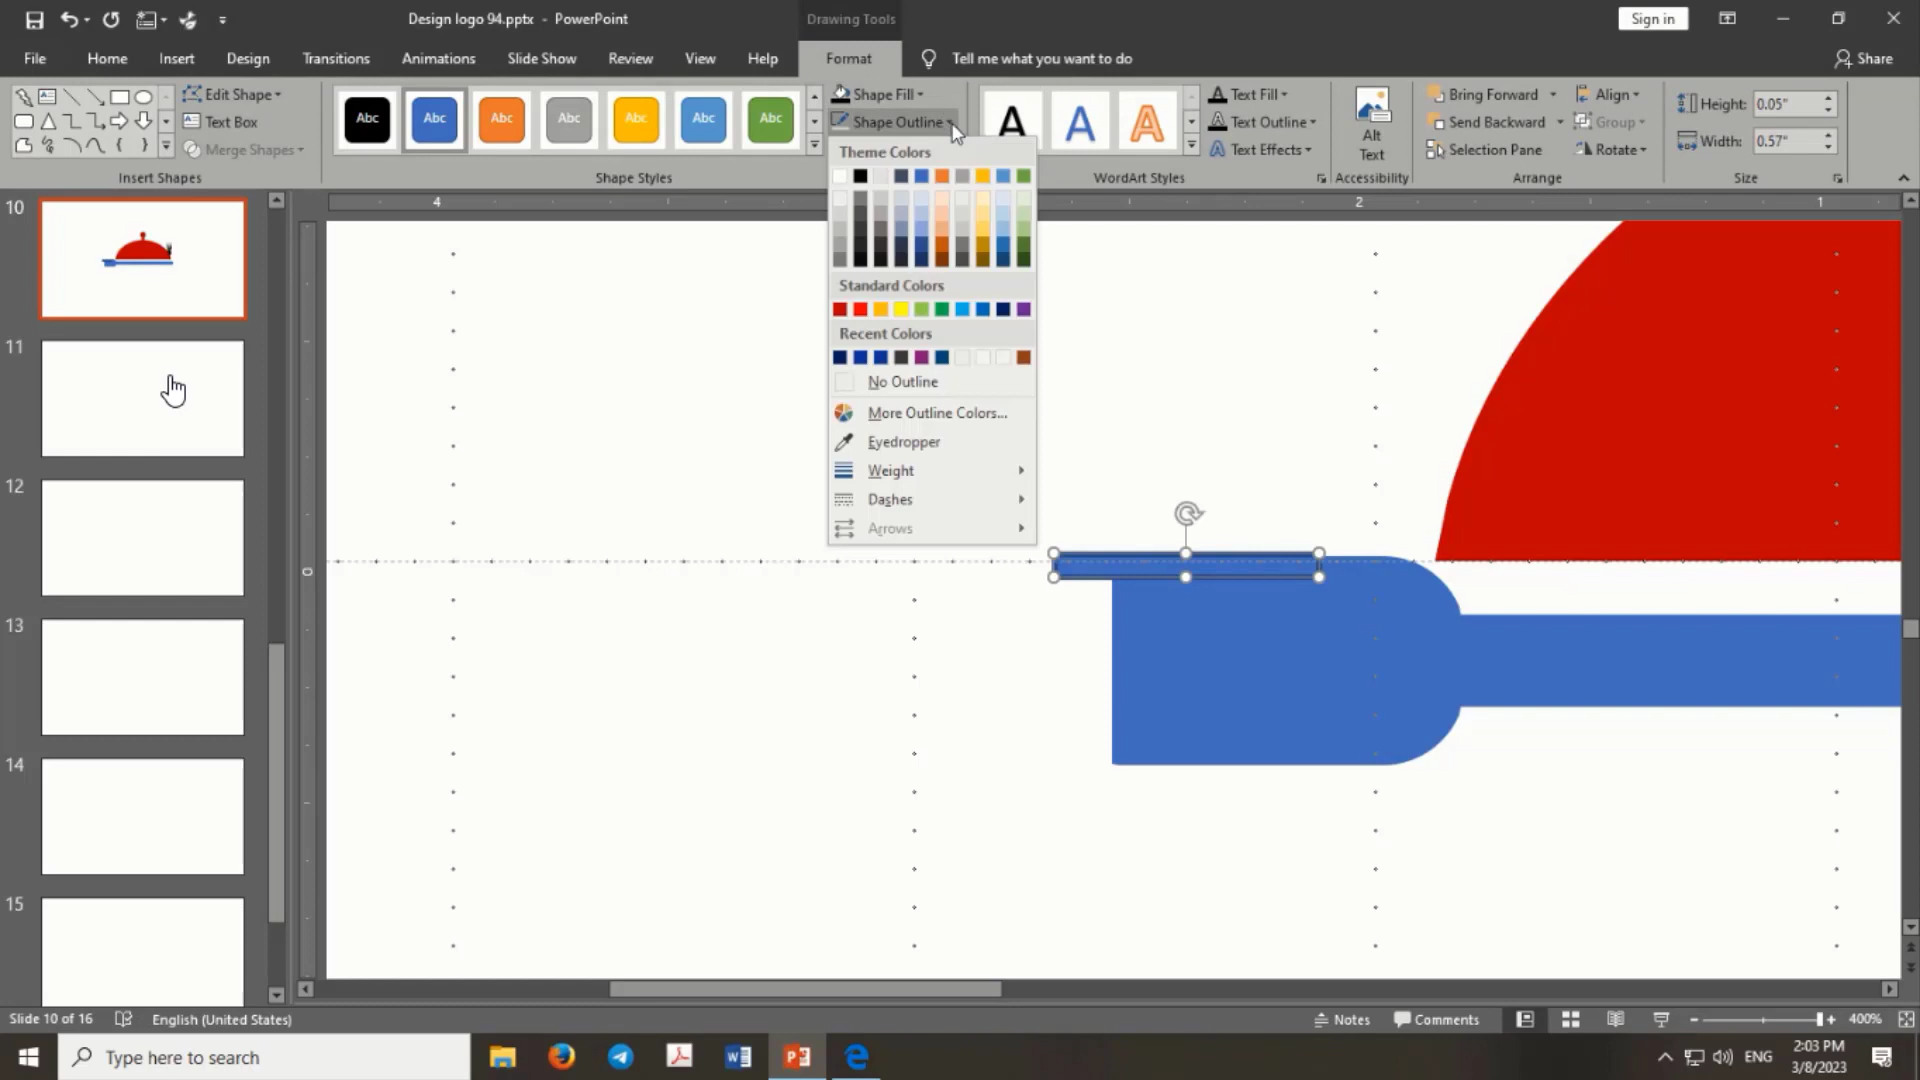 Design logo 94.pptx - PowerPoint
Drawing Tools
Sign in
File
Home
Insert
Design
Transitions
Animations
Slide Show
Review
View
Help
Format
Tell me what you want to do
Share
Edit Shape
Text Box
Merge Shapes
Insert Shapes
Abc
Abc
Abc
Abc
Abc
Abc
Abc
Shape Styles
Shape Fill
Shape Outline
A
A
A
Text Fill
Text Outline
Text Effects
WordArt Styles
Alt
Text
Accessibility
Bring Forward
Send Backward
Selection Pane
Align
Group
Rotate
Arrange
Height: 0.05"
Width: 0.57"
Size
Theme Colors
Standard Colors
Recent Colors
No Outline
More Outline Colors...
Eyedropper
Weight
Dashes
Arrows
4
2
1
0
10
11
12
13
14
15
Slide 10 of 16
English (United States)
Notes
Comments
400%
Type here to search
ENG
2:03 PM
3/8/2023